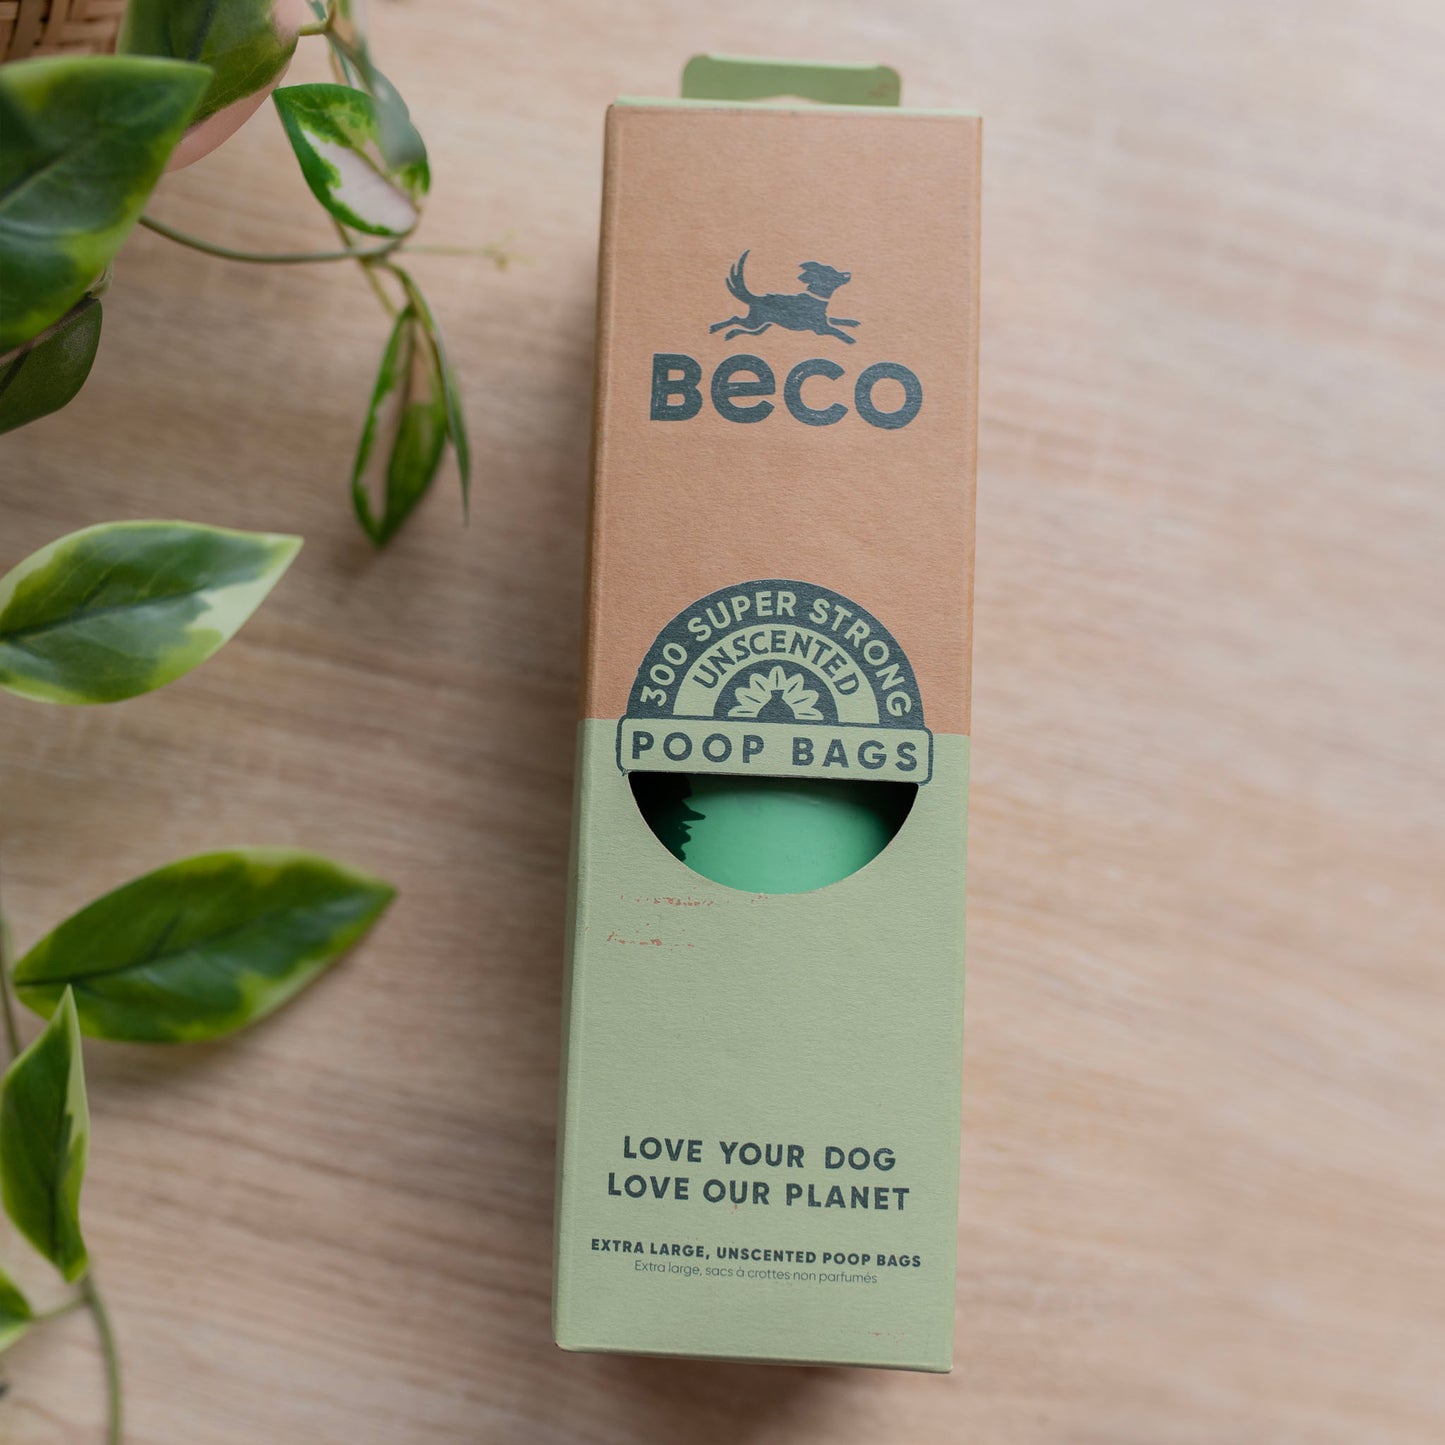 BeCO
300 SUPER STRONG
UNSCENTED
POOP BAGS
LOVE YOUR DOG
LOVE OUR PLANET
EXTRA LARGE, UNSCENTED POOP BAGS
Extra large, sacs à crottes non parfumés